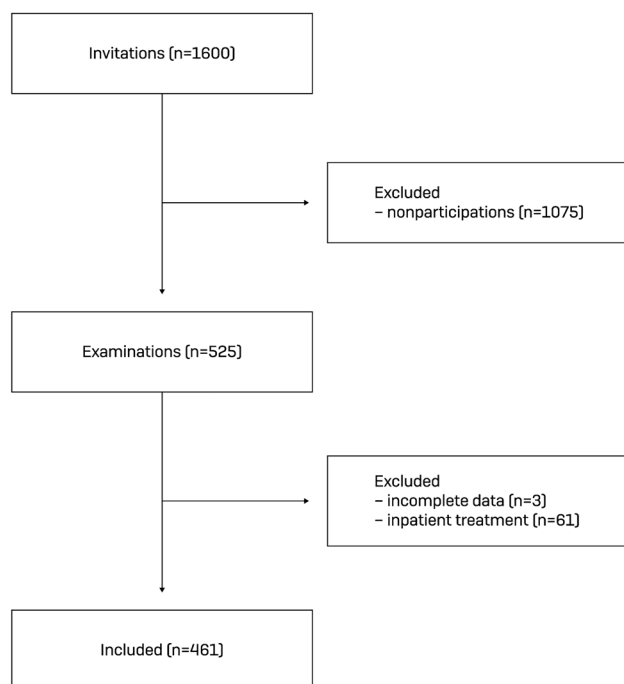 Invitations (n=1600)
Excluded
– nonparticipations (n=1075)
Examinations (n=525)
Excluded
– incomplete data (n=3)
– inpatient treatment (n=61)
Included (n=461)